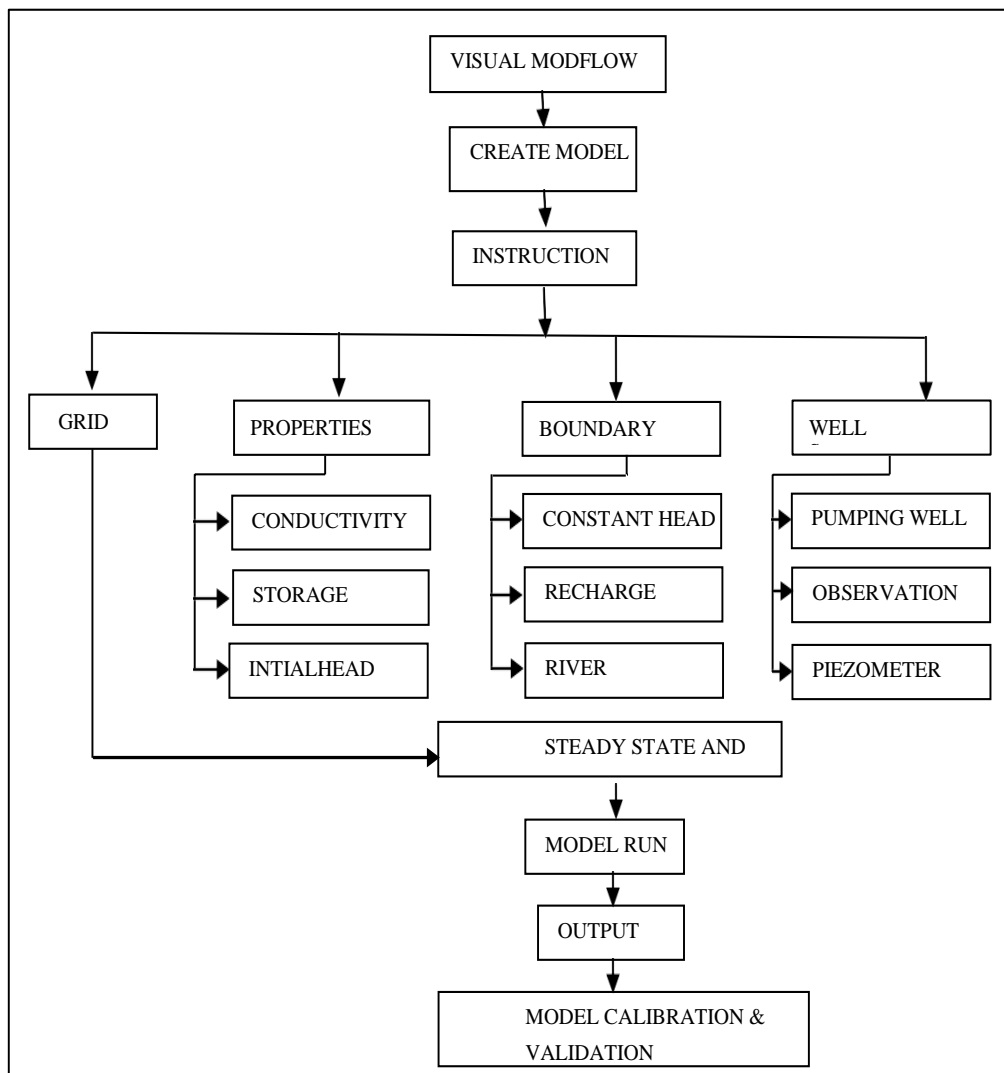 VISUAL MODFLOW
CREATE MODEL
INSTRUCTION
GRID
PROPERTIES
BOUNDARY
WELL
CONDUCTIVITY
CONSTANT HEAD
PUMPING WELL
STORAGE
RECHARGE
OBSERVATION
INTIALHEAD
RIVER
PIEZOMETER
STEADY STATE AND
MODEL RUN
OUTPUT
MODEL CALIBRATION &
VALIDATION